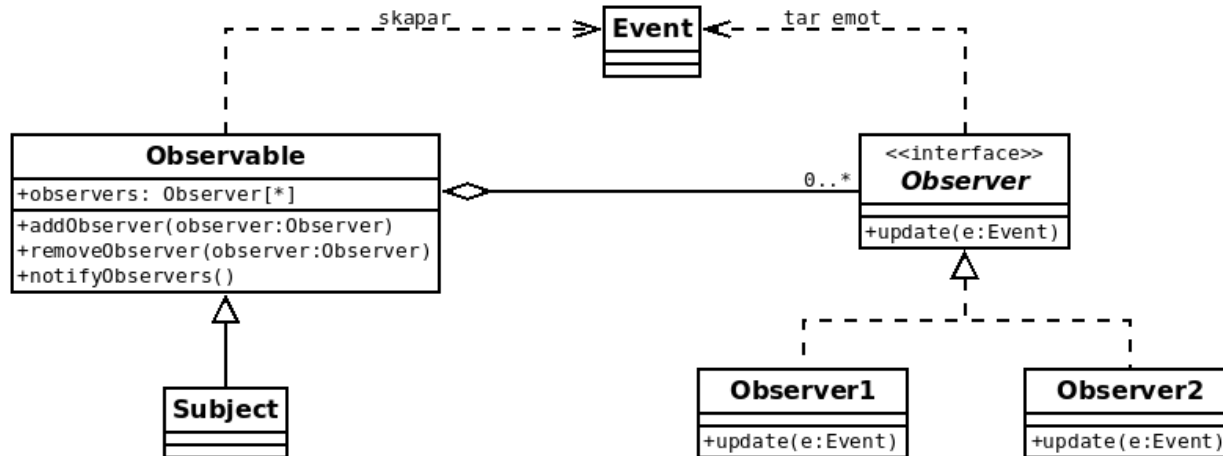 skapar
tar emot
Event
Observable
+observers: Observer[*]
+addObserver(observer:Observer)
+removeObserver(observer:Observer)
+notifyObservers()
0..*
<<interface>>
Observer
+update(e:Event)
Subject
Observer1
+update(e:Event)
Observer2
+update(e:Event)